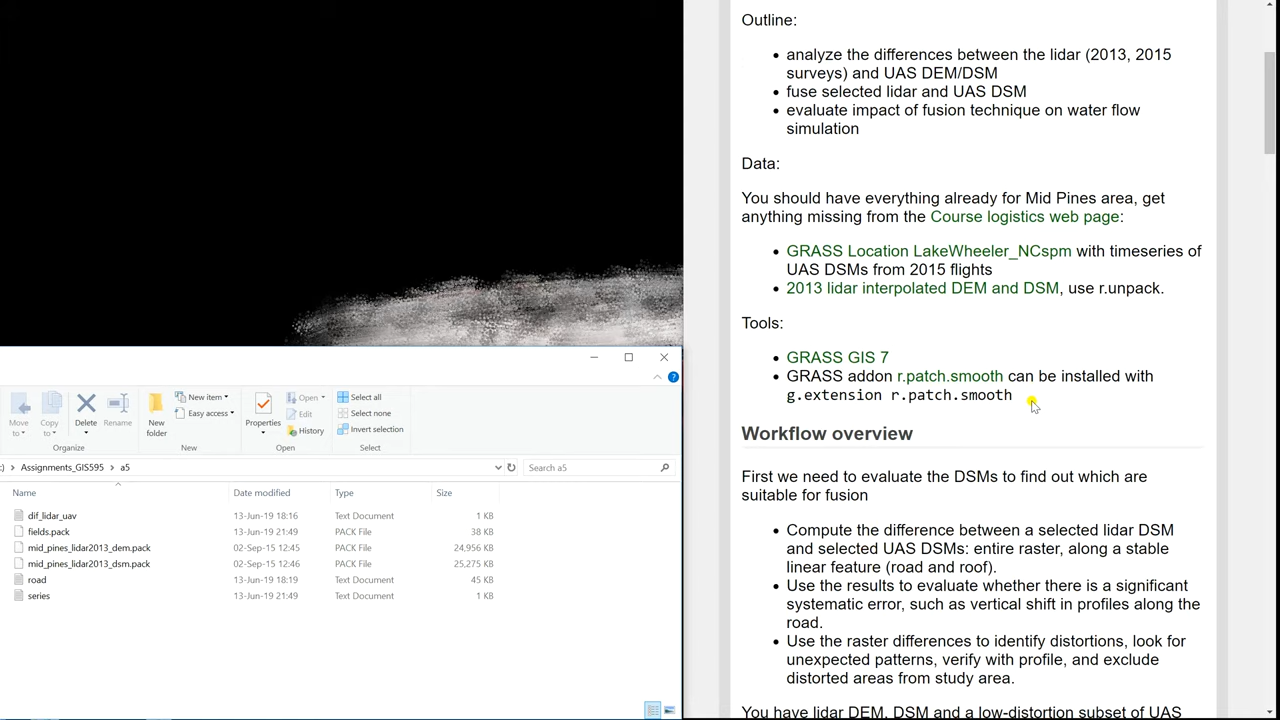 Outline:
analyze the differences between the lidar (2013, 2015
surveys) and UAS DEM/DSM
fuse selected lidar and UAS DSM
evaluate impact of fusion technique on water flow
simulation
Data:
You should have everything already for Mid Pines area, get
anything missing from the Course logistics web page:
GRASS Location LakeWheeler_NCspm with timeseries of
UAS DSMs from 2015 flights
2013 lidar interpolated DEM and DSM, use r.unpack.
Tools:
GRASS GIS 7
GRASS addon r.patch.smooth can be installed with
g.extension r.patch.smooth
Workflow overview
First we need to evaluate the DSMs to find out which are
suitable for fusion
Compute the difference between a selected lidar DSM
and selected UAS DSMs: entire raster, along a stable
linear feature (road and roof).
Use the results to evaluate whether there is a significant
systematic error, such as vertical shift in profiles along the
road.
Use the raster differences to identify distortions, look for
unexpected patterns, verify with profile, and exclude
distorted areas from study area.
You have lidar DEM, DSM and a low-distortion subset of UAS
Move to
Copy to
Delete
Rename
New folder
New item
Easy access
Properties
Open
Edit
History
Select all
Select none
Invert selection
Organize
New
Open
Select
:) > Assignments_GIS595 > a5
Search a5
Name Date modified Type Size
dif_lidar_uav 13-Jun-19 18:16 Text Document 1 KB
fields.pack 13-Jun-19 21:49 PACK File 38 KB
mid_pines_lidar2013_dem.pack 02-Sep-15 12:45 PACK File 24,956 KB
mid_pines_lidar2013_dsm.pack 02-Sep-15 12:46 PACK File 25,275 KB
road 13-Jun-19 18:19 Text Document 45 KB
series 13-Jun-19 21:49 Text Document 1 KB